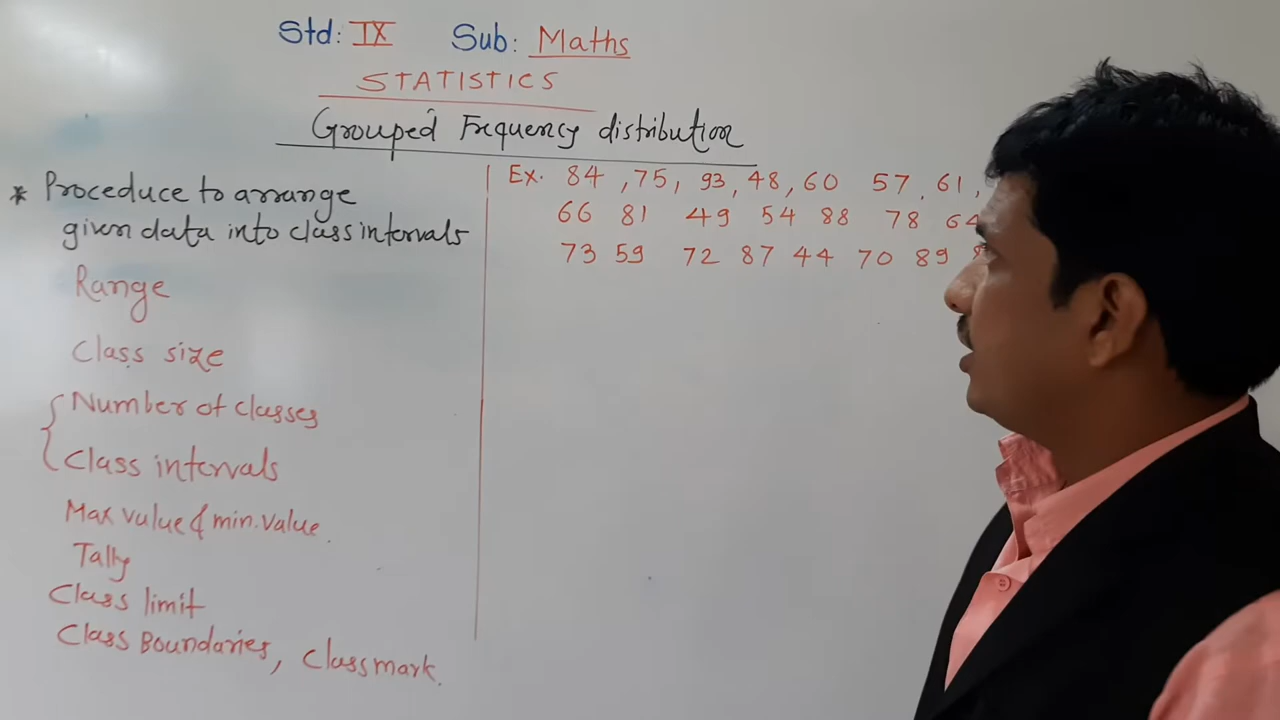 Std: IX Sub: Maths
STATISTICS
Grouped Frequency distribution
* Proceduce to arrange
given data into class intervals
Range
Class size
Number of classes
Class intervals
Max value & min. value.
Tally
Class limit
Class Boundaries, Class mark.
Ex. 84, 75, 93, 48, 60 57, 61,
66 81 49 54 88 78 64
73 59 72 87 44 70 89